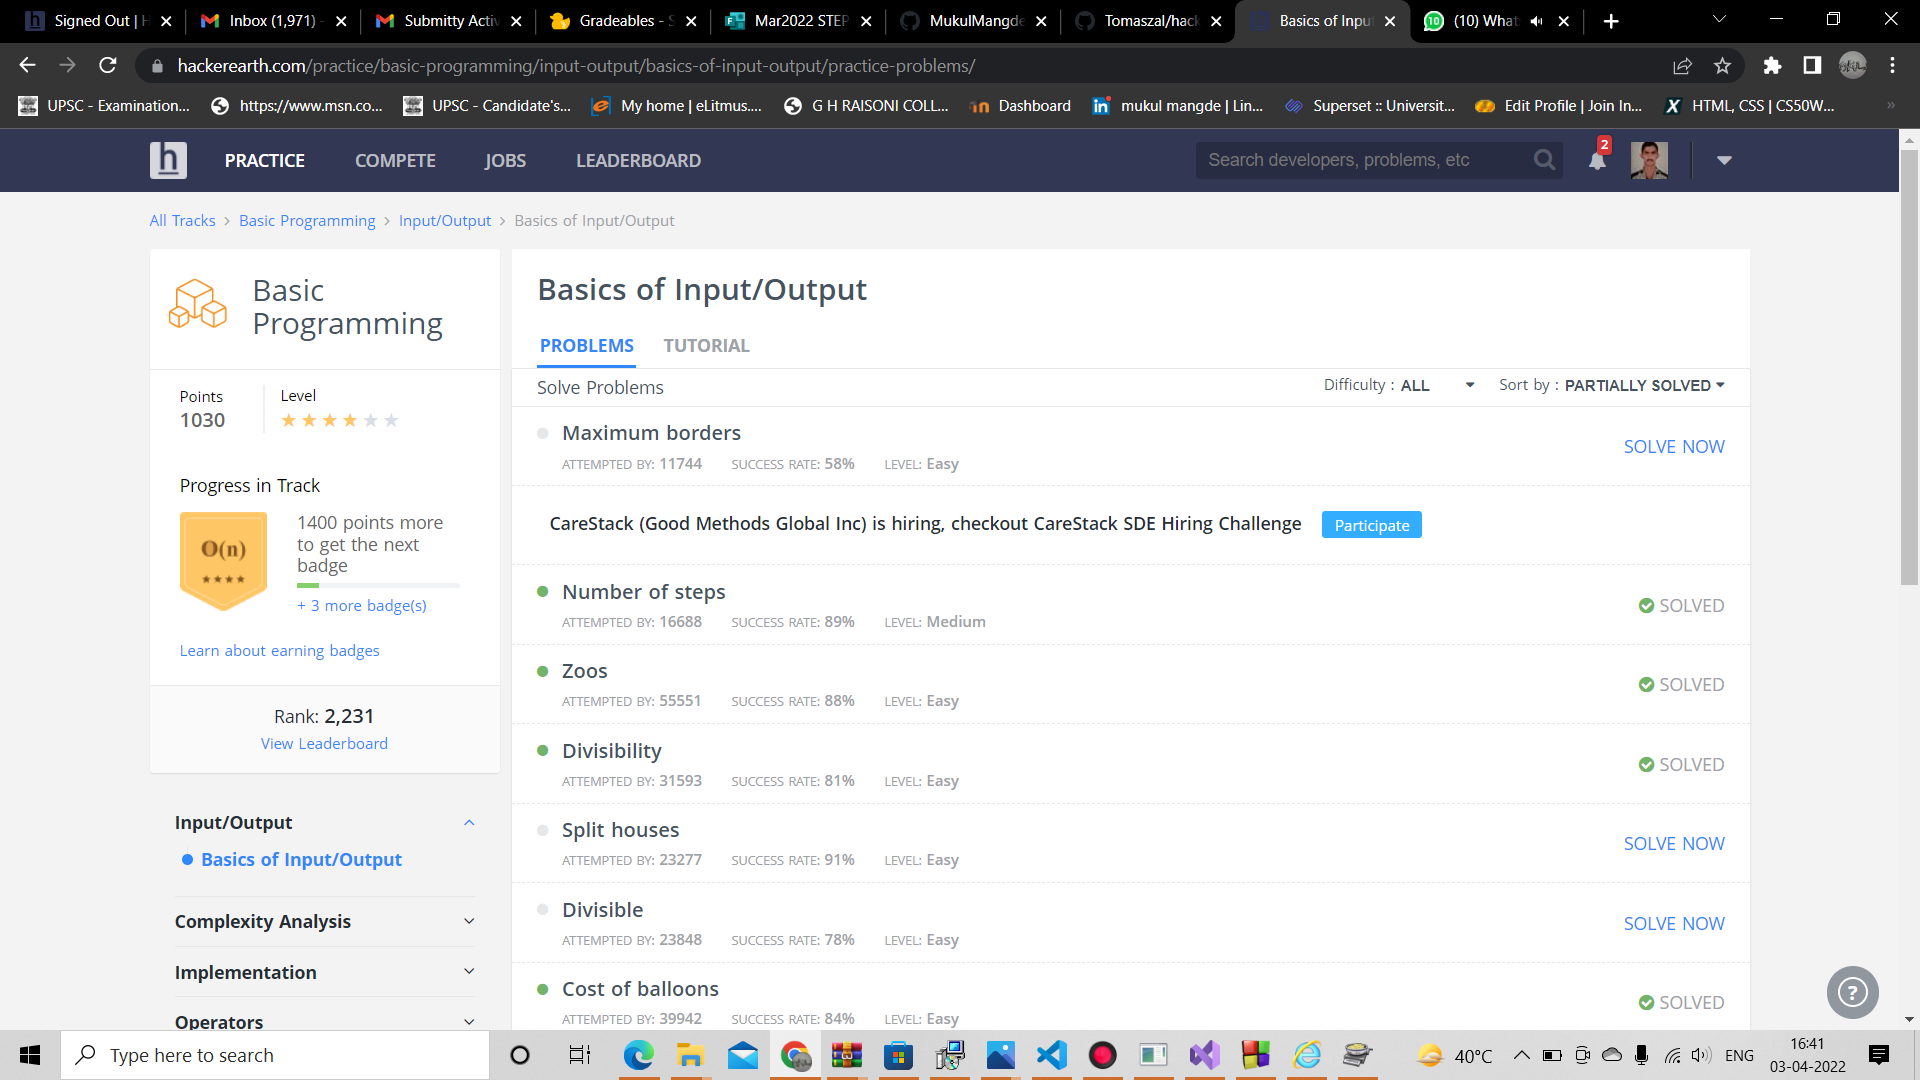 Signed Out | H
Inbox (1,971) -
Submitty Activ
Gradeables - S
Mar2022 STEP
MukulMangde
Tomaszal/hack
Basics of Input
(10) What
hackerearth.com/practice/basic-programming/input-output/basics-of-input-output/practice-problems/
UPSC - Examination...
https://www.msn.co...
UPSC - Candidate's...
My home | eLitmus....
G H RAISONI COLL...
Dashboard
mukul mangde | Lin...
Superset :: Universit...
Edit Profile | Join In...
HTML, CSS | CS50W...
»
h
PRACTICE
COMPETE
JOBS
LEADERBOARD
Search developers, problems, etc
2
All Tracks > Basic Programming > Input/Output > Basics of Input/Output
Basic
Programming
Points
1030
Level
Progress in Track
O(n)
1400 points more
to get the next
badge
+ 3 more badge(s)
Learn about earning badges
Rank: 2,231
View Leaderboard
Input/Output
Basics of Input/Output
Complexity Analysis
Implementation
Operators
Basics of Input/Output
PROBLEMS
TUTORIAL
Solve Problems
Difficulty : ALL
Sort by : PARTIALLY SOLVED
Maximum borders
ATTEMPTED BY: 11744 SUCCESS RATE: 58% LEVEL: Easy
SOLVE NOW
CareStack (Good Methods Global Inc) is hiring, checkout CareStack SDE Hiring Challenge
Participate
Number of steps
ATTEMPTED BY: 16688 SUCCESS RATE: 89% LEVEL: Medium
SOLVED
Zoos
ATTEMPTED BY: 55551 SUCCESS RATE: 88% LEVEL: Easy
SOLVED
Divisibility
ATTEMPTED BY: 31593 SUCCESS RATE: 81% LEVEL: Easy
SOLVED
Split houses
ATTEMPTED BY: 23277 SUCCESS RATE: 91% LEVEL: Easy
SOLVE NOW
Divisible
ATTEMPTED BY: 23848 SUCCESS RATE: 78% LEVEL: Easy
SOLVE NOW
Cost of balloons
ATTEMPTED BY: 39942 SUCCESS RATE: 84% LEVEL: Easy
SOLVED
?
Type here to search
40°C
ENG
16:41
03-04-2022